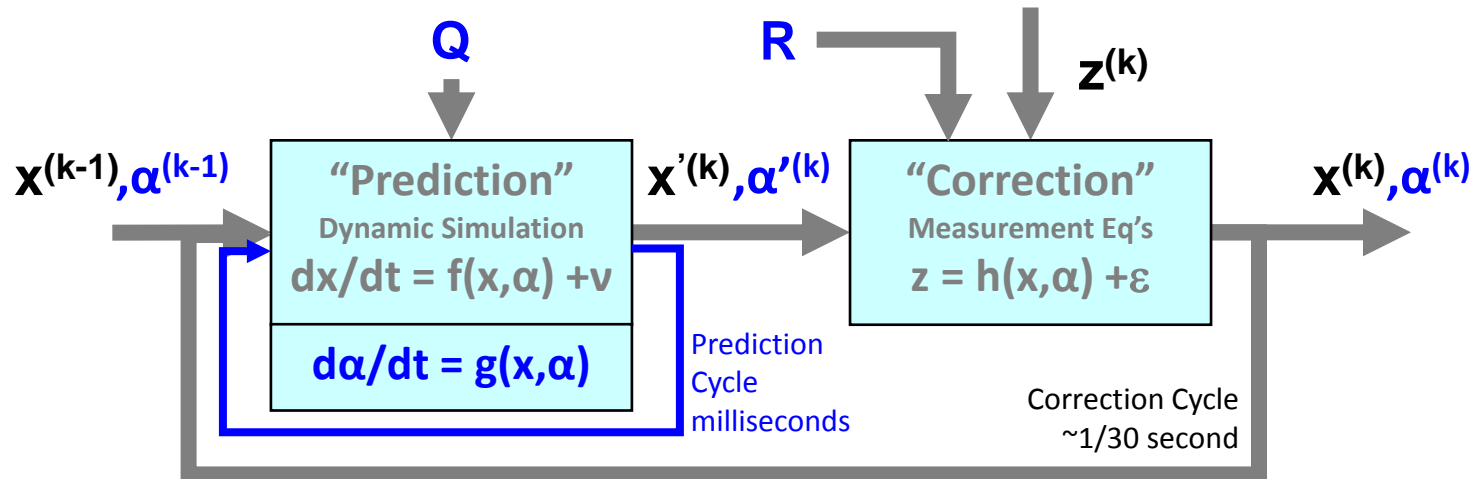 Q
R
z(k)
x(k-1),α(k-1)
“Prediction”
Dynamic Simulation
dx/dt = f(x,α) +ν
dα/dt = g(x,α)
x’(k),α’(k)
“Correction”
Measurement Eq’s
z = h(x,α) +ε
x(k),α(k)
Prediction
Cycle
milliseconds
Correction Cycle
~1/30 second